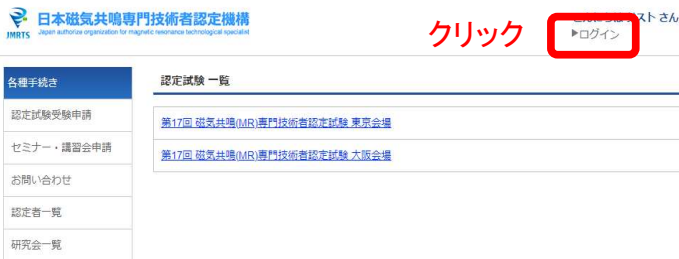 日本磁気共鳴専門技術者認定機構
JMRTS Japan authorize organization for magnetic resonance technological specialist
クリック
スト さん
▶ログイン
各種手続き
認定試験 一覧
認定試験受験申請
第17回 磁気共鳴(MR)専門技術者認定試験 東京会場
セミナー・講習会申請
第17回 磁気共鳴(MR)専門技術者認定試験 大阪会場
お問い合わせ
認定者一覧
研究会一覧